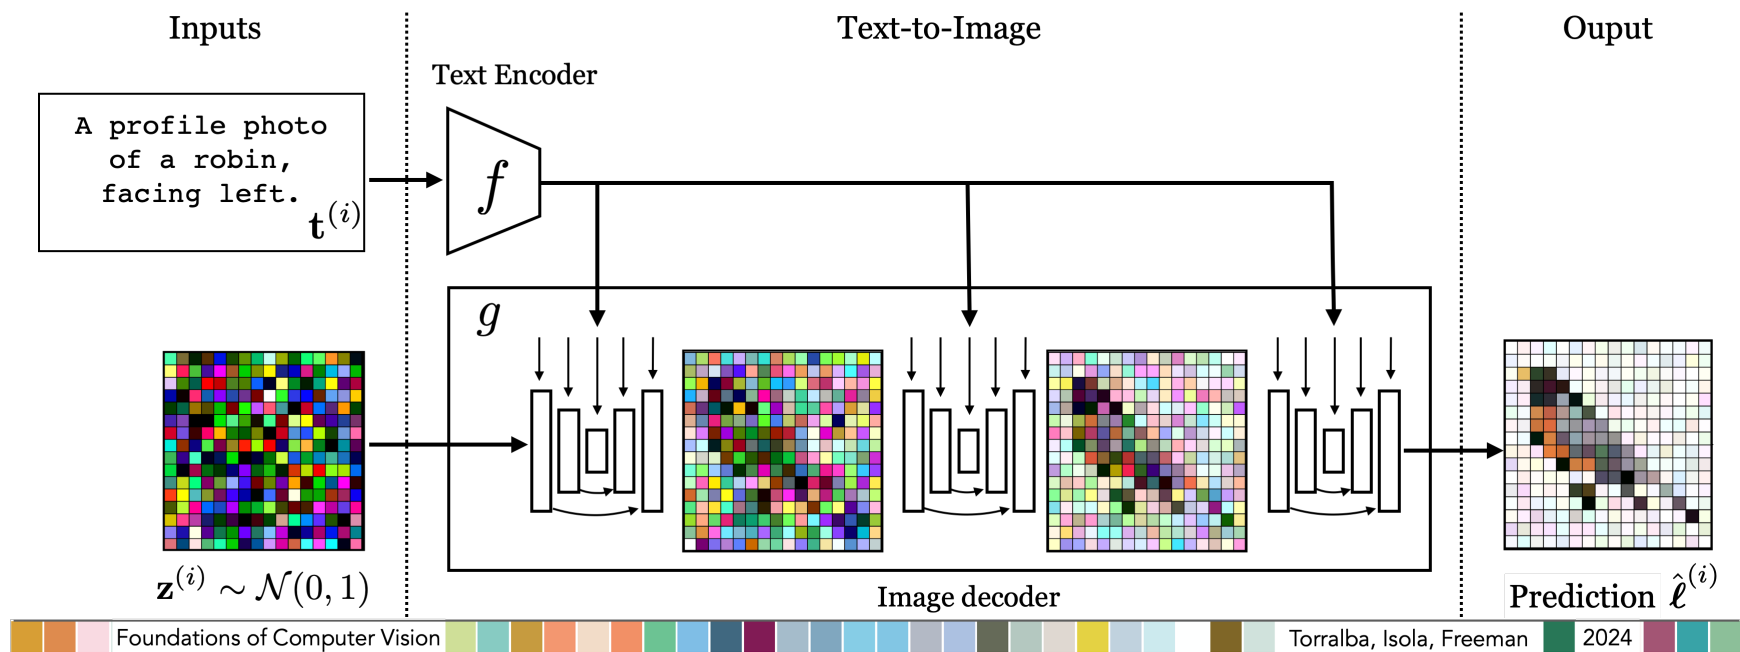 Inputs
Text-to-Image
Ouput
Text Encoder
A profile photo
of a robin,
facing left.
t^{(i)}
f
g
z^{(i)} ∼ 𝒩(0, 1)
Image decoder
Prediction ℓ̂^{(i)}
Foundations of Computer Vision
Torralba, Isola, Freeman
2024